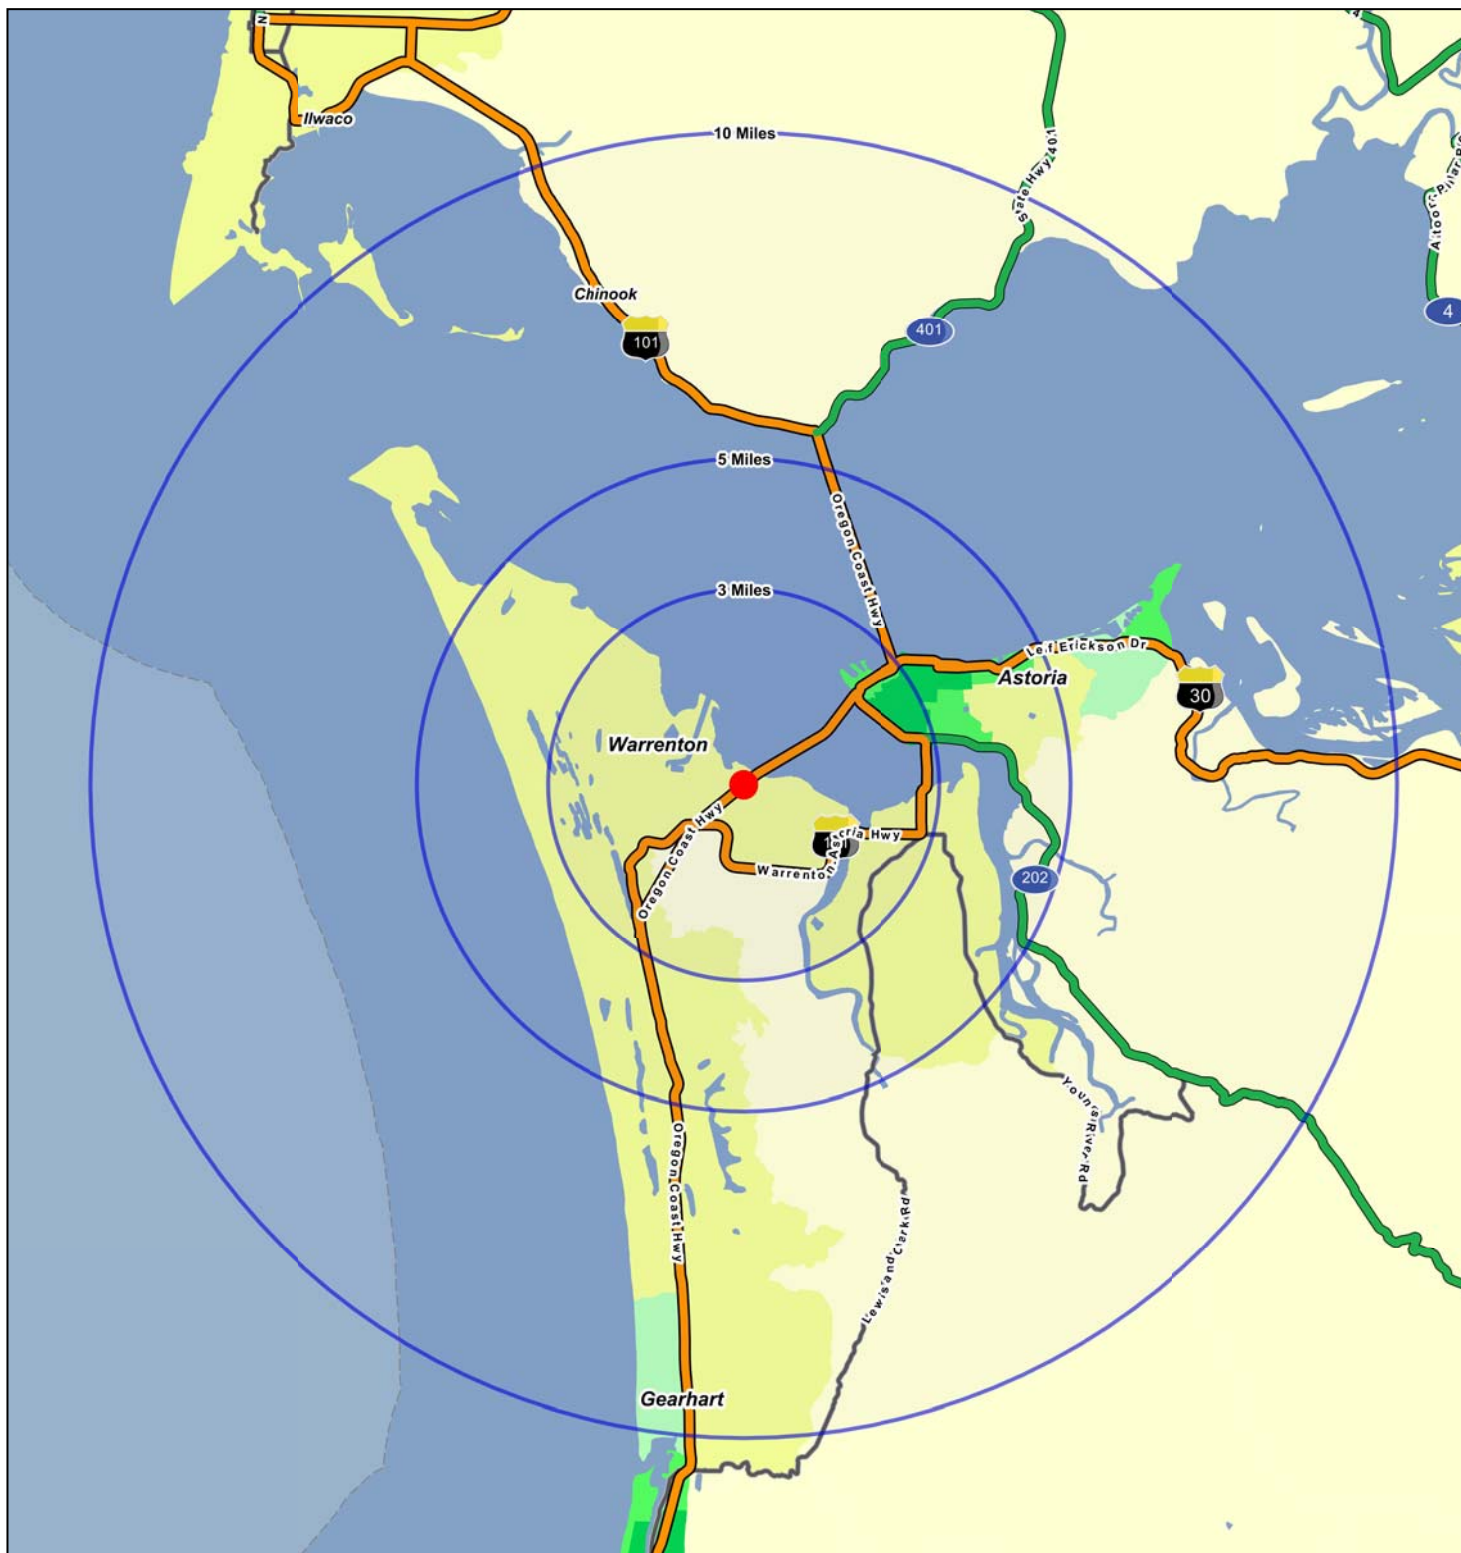 N
4
Ilwaco
10 Miles
State Hwy 401
Chinook
101
401
4
5 Miles
Oregon Coast Hwy
3 Miles
Leif Erickson Dr
Astoria
30
Warrenton
Oregon Coast Hwy
Warrenton Astoria Hwy
202
Youngs River Rd
Oregon Coast Hwy
Lewis and Clark Rd
Gearhart